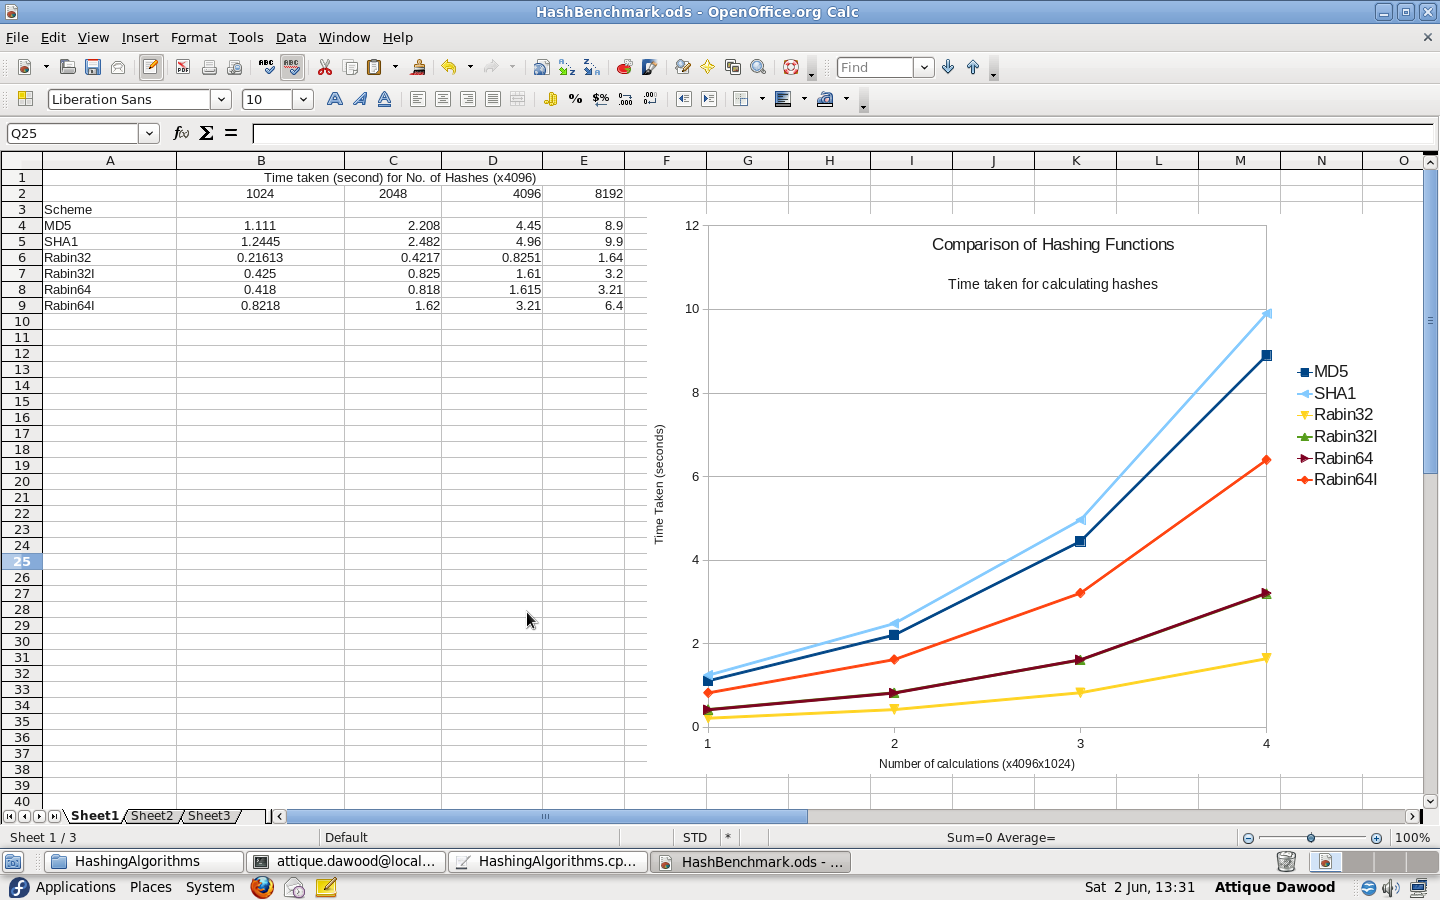 HashBenchmark.ods - OpenOffice.org Calc
File Edit View Insert Format Tools Data Window Help
Find
Liberation Sans 10
Q25
A B C D E F G H I J K L M N O
1 Time taken (second) for No. of Hashes (x4096)
2 1024 2048 4096 8192
3 Scheme
4 MD5 1.111 2.208 4.45 8.9
5 SHA1 1.2445 2.482 4.96 9.9
6 Rabin32 0.21613 0.4217 0.8251 1.64
7 Rabin32I 0.425 0.825 1.61 3.2
8 Rabin64 0.418 0.818 1.615 3.21
9 Rabin64I 0.8218 1.62 3.21 6.4
10
11
12
13
14
15
16
17
18
19
20
21
22
23
24
25
26
27
28
29
30
31
32
33
34
35
36
37
38
39
40
Comparison of Hashing Functions
Time taken for calculating hashes
12
10
8
6
4
2
0
Time Taken (seconds)
1 2 3 4
Number of calculations (x4096x1024)
MD5
SHA1
Rabin32
Rabin32I
Rabin64
Rabin64I
Sheet1 Sheet2 Sheet3
Sheet 1 / 3 Default STD * Sum=0 Average= 100%
HashingAlgorithms attique.dawood@local... HashingAlgorithms.cp... HashBenchmark.ods - ...
Applications Places System Sat 2 Jun, 13:31 Attique Dawood